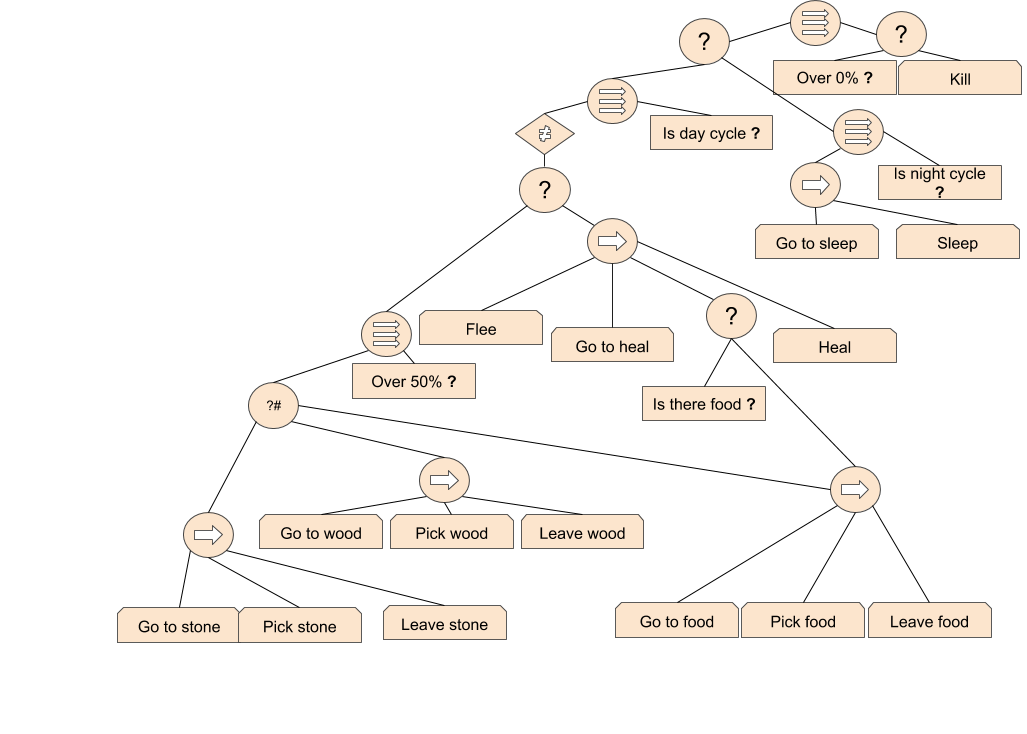 ?
?
Over 0% ?
Kill
Is day cycle ?
≠
Is night cycle
?
?
Go to sleep
Sleep
Flee
Go to heal
?
Heal
Over 50% ?
Is there food ?
?#
Go to wood
Pick wood
Leave wood
Go to stone
Pick stone
Leave stone
Go to food
Pick food
Leave food